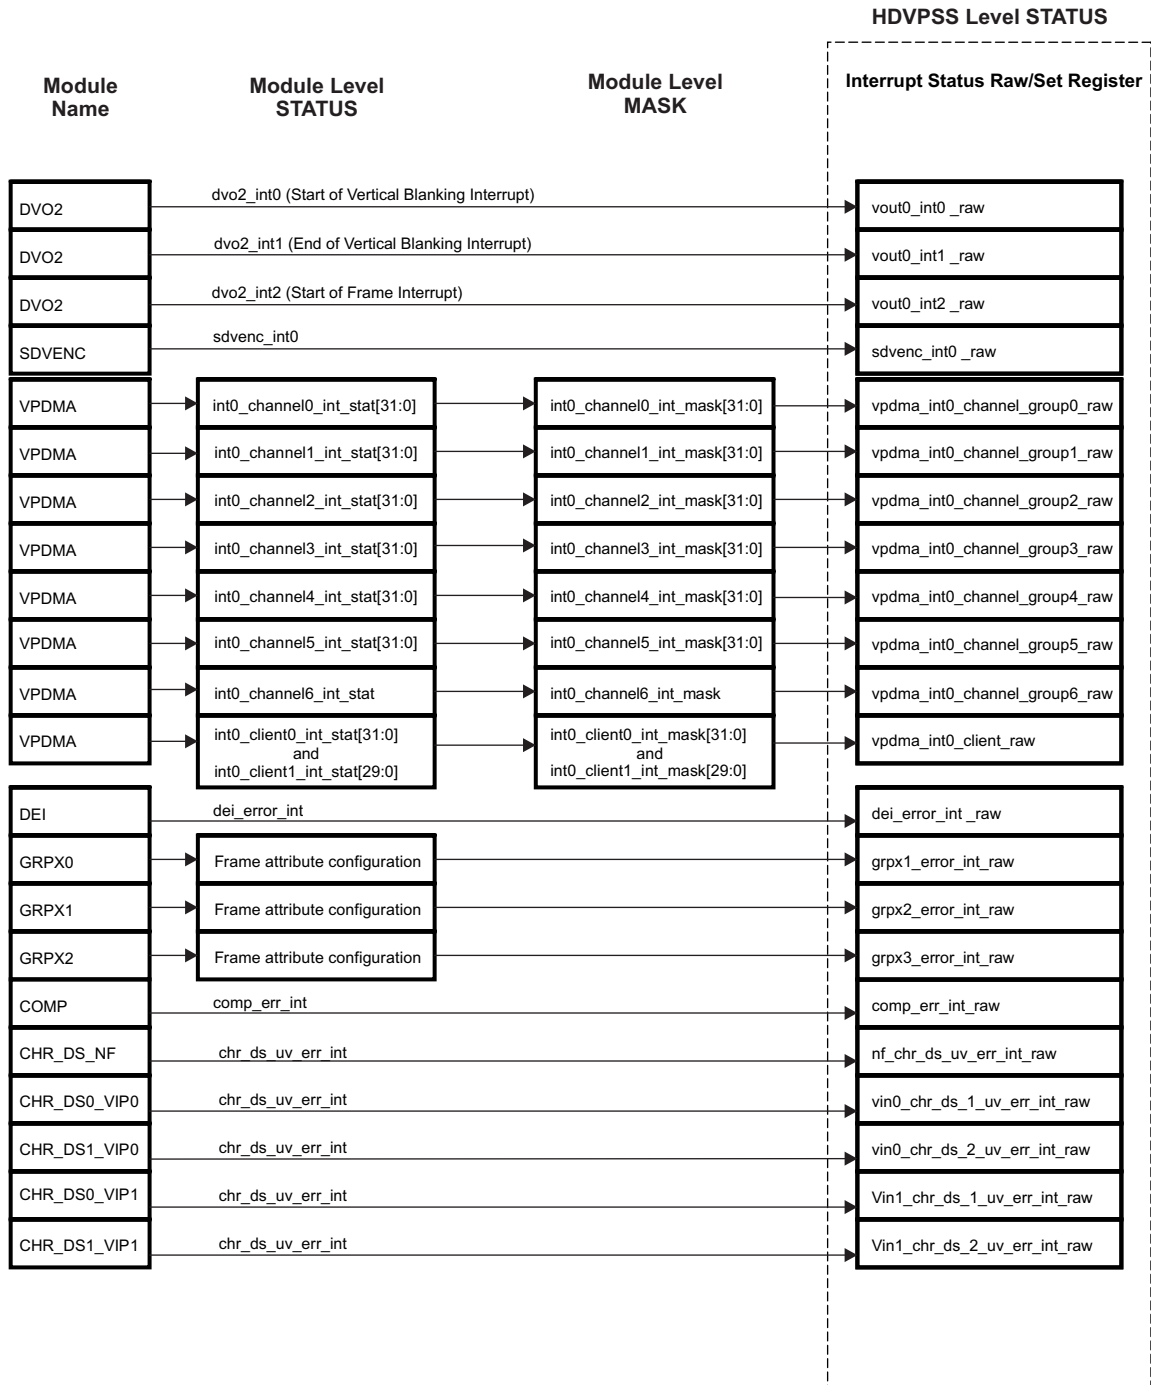 HDVPSS Level STATUS
Module Name
Module Level STATUS
Module Level MASK
Interrupt Status Raw/Set Register
DVO2
dvo2_int0 (Start of Vertical Blanking Interrupt)
vout0_int0 _raw
DVO2
dvo2_int1 (End of Vertical Blanking Interrupt)
vout0_int1 _raw
DVO2
dvo2_int2 (Start of Frame Interrupt)
vout0_int2 _raw
SDVENC
sdvenc_int0
sdvenc_int0 _raw
VPDMA
int0_channel0_int_stat[31:0]
int0_channel0_int_mask[31:0]
vpdma_int0_channel_group0_raw
VPDMA
int0_channel1_int_stat[31:0]
int0_channel1_int_mask[31:0]
vpdma_int0_channel_group1_raw
VPDMA
int0_channel2_int_stat[31:0]
int0_channel2_int_mask[31:0]
vpdma_int0_channel_group2_raw
VPDMA
int0_channel3_int_stat[31:0]
int0_channel3_int_mask[31:0]
vpdma_int0_channel_group3_raw
VPDMA
int0_channel4_int_stat[31:0]
int0_channel4_int_mask[31:0]
vpdma_int0_channel_group4_raw
VPDMA
int0_channel5_int_stat[31:0]
int0_channel5_int_mask[31:0]
vpdma_int0_channel_group5_raw
VPDMA
int0_channel6_int_stat
int0_channel6_int_mask
vpdma_int0_channel_group6_raw
VPDMA
int0_client0_int_stat[31:0]
and
int0_client1_int_stat[29:0]
int0_client0_int_mask[31:0]
and
int0_client1_int_mask[29:0]
vpdma_int0_client_raw
DEI
dei_error_int
dei_error_int _raw
GRPX0
Frame attribute configuration
grpx1_error_int_raw
GRPX1
Frame attribute configuration
grpx2_error_int_raw
GRPX2
Frame attribute configuration
grpx3_error_int_raw
COMP
comp_err_int
comp_err_int_raw
CHR_DS_NF
chr_ds_uv_err_int
nf_chr_ds_uv_err_int_raw
CHR_DS0_VIP0
chr_ds_uv_err_int
vin0_chr_ds_1_uv_err_int_raw
CHR_DS1_VIP0
chr_ds_uv_err_int
vin0_chr_ds_2_uv_err_int_raw
CHR_DS0_VIP1
chr_ds_uv_err_int
Vin1_chr_ds_1_uv_err_int_raw
CHR_DS1_VIP1
chr_ds_uv_err_int
Vin1_chr_ds_2_uv_err_int_raw